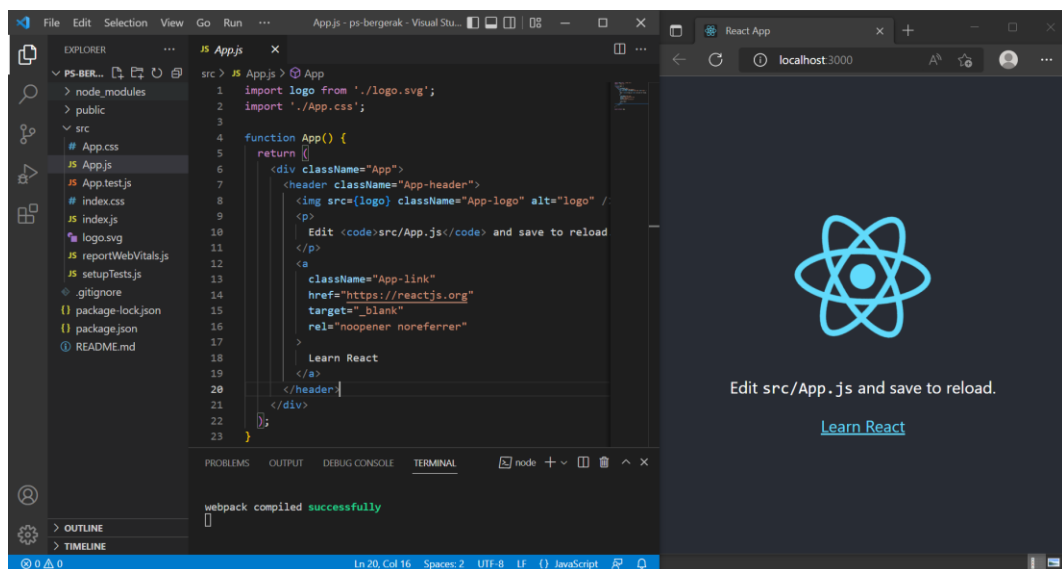 File Edit Selection View Go Run ··· App.js - ps-bergerak - Visual Stu...
EXPLORER ···
PS-BER...
node_modules
public
src
# App.css
JS App.js
JS App.test.js
# index.css
JS index.js
logo.svg
JS reportWebVitals.js
JS setupTests.js
.gitignore
{} package-lock.json
{} package.json
README.md
OUTLINE
TIMELINE
JS App.js ×
src > JS App.js > App
1 import logo from './logo.svg';
2 import './App.css';
3
4 function App() {
5 return (
6 <div className="App">
7 <header className="App-header">
8 <img src={logo} className="App-logo" alt="logo" /
9 <p>
10 Edit <code>src/App.js</code> and save to reload
11 </p>
12 <a
13 className="App-link"
14 href="https://reactjs.org"
15 target="_blank"
16 rel="noopener noreferrer"
17 >
18 Learn React
19 </a>
20 </header>
21 </div>
22 );
23 }
PROBLEMS OUTPUT DEBUG CONSOLE TERMINAL node
webpack compiled successfully
0 0 Ln 20, Col 16 Spaces: 2 UTF-8 LF {} JavaScript
React App
localhost:3000
Edit src/App.js and save to reload.
Learn React